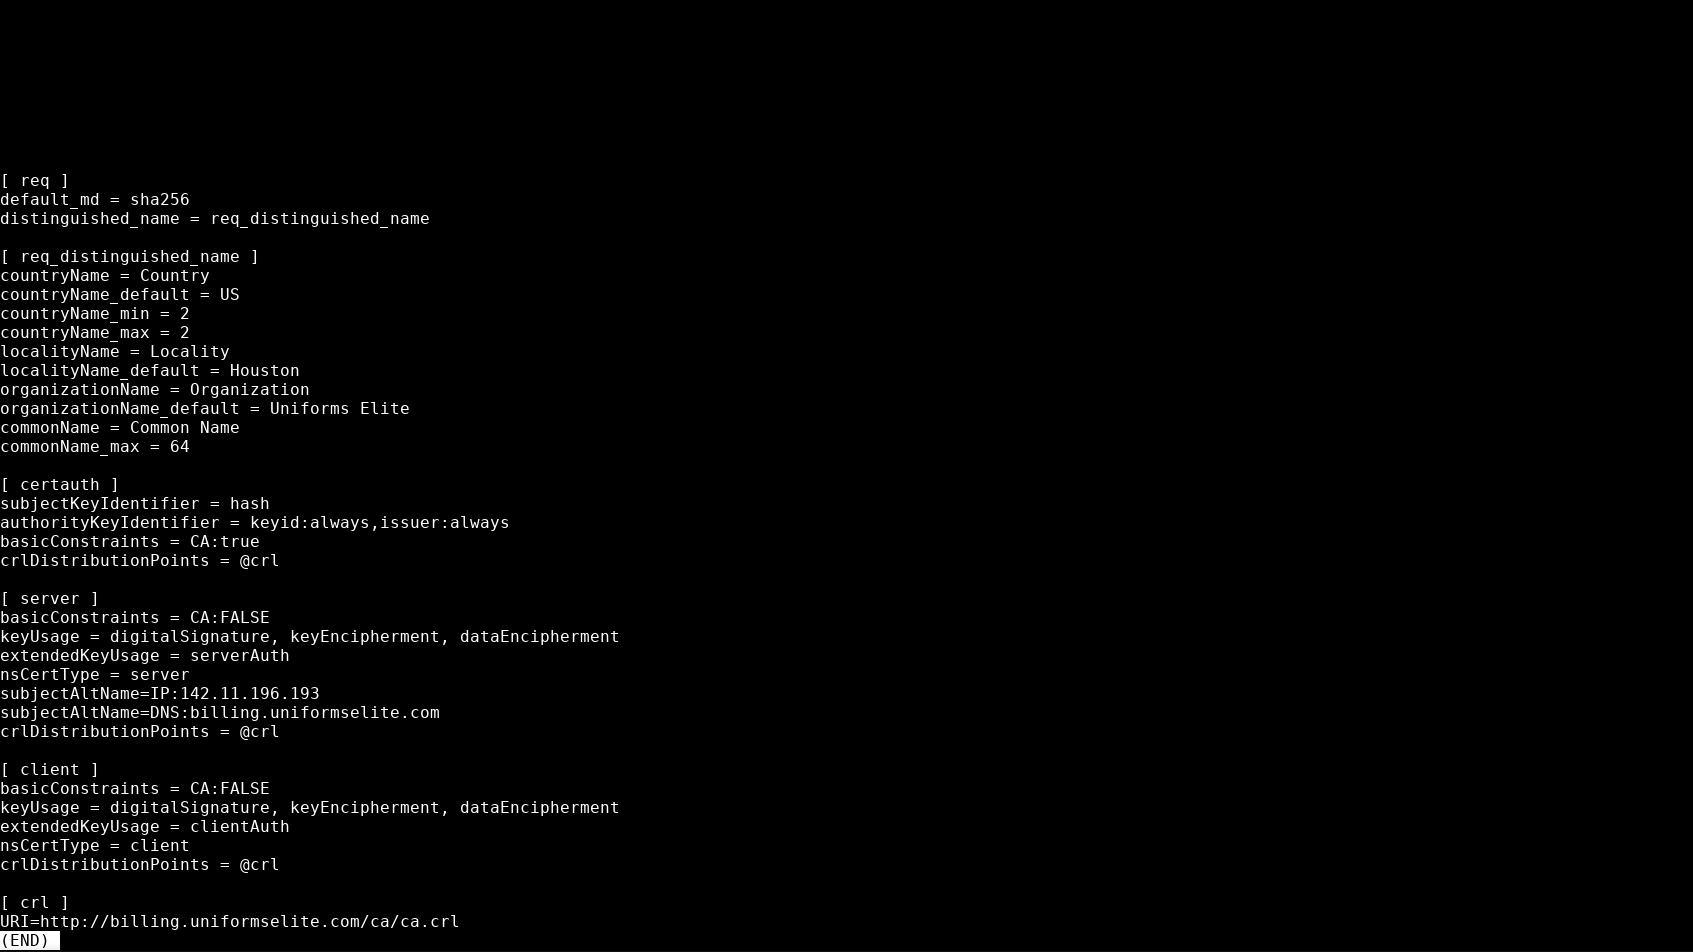 [ req ]
default_md = sha256
distinguished_name = req_distinguished_name
[ req_distinguished_name ]
countryName = Country
countryName_default = US
countryName_min = 2
countryName_max = 2
localityName = Locality
localityName_default = Houston
organizationName = Organization
organizationName_default = Uniforms Elite
commonName = Common Name
commonName_max = 64
[ certauth ]
subjectKeyIdentifier = hash
authorityKeyIdentifier = keyid:always,issuer:always
basicConstraints = CA:true
crlDistributionPoints = @crl
[ server ]
basicConstraints = CA:FALSE
keyUsage = digitalSignature, keyEncipherment, dataEncipherment
extendedKeyUsage = serverAuth
nsCertType = server
subjectAltName=IP:142.11.196.193
subjectAltName=DNS:billing.uniformselite.com
crlDistributionPoints = @crl
[ client ]
basicConstraints = CA:FALSE
keyUsage = digitalSignature, keyEncipherment, dataEncipherment
extendedKeyUsage = clientAuth
nsCertType = client
crlDistributionPoints = @crl
[ crl ]
URI=http://billing.uniformselite.com/ca/ca.crl
(END)